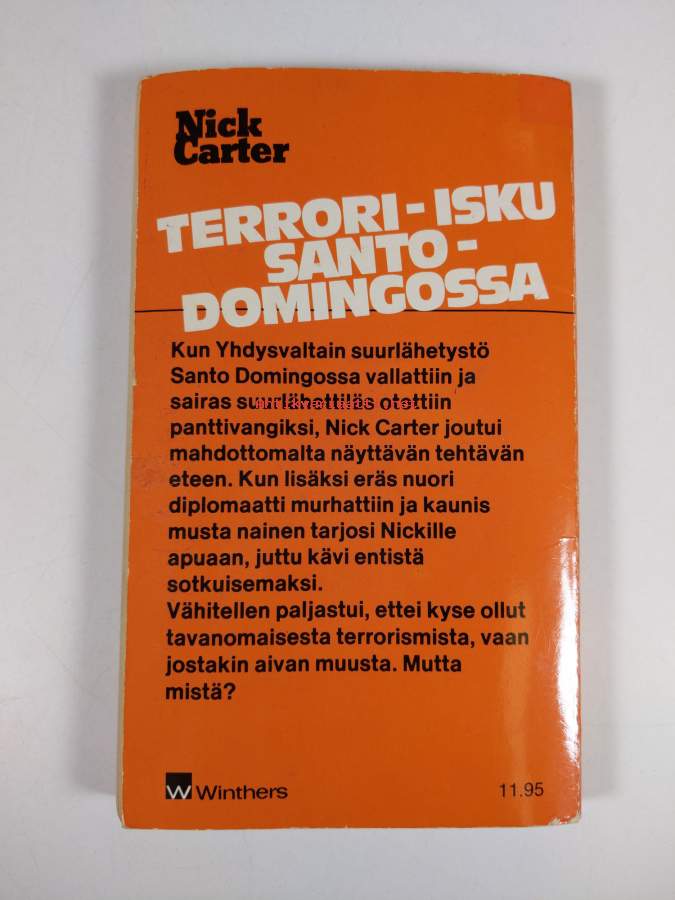 Nick
Carter
TERRORI-ISKU
SANTO-
DOMINGOSSA
Kun Yhdysvaltain suurlähetystö
Santo Domingossa vallattiin ja
sairas suurlähettiläs otettiin
panttivangiksi, Nick Carter joutui
mahdottomalta näyttävän tehtävän
eteen. Kun lisäksi eräs nuori
diplomaatti murhattiin ja kaunis
musta nainen tarjosi Nickille
apuaan, juttu kävi entistä
sotkuisemaksi.
Vähitellen paljastui, ettei kyse ollut
tavanomaisesta terrorismista, vaan
jostakin aivan muusta. Mutta
mistä?
W Winthers
11.95